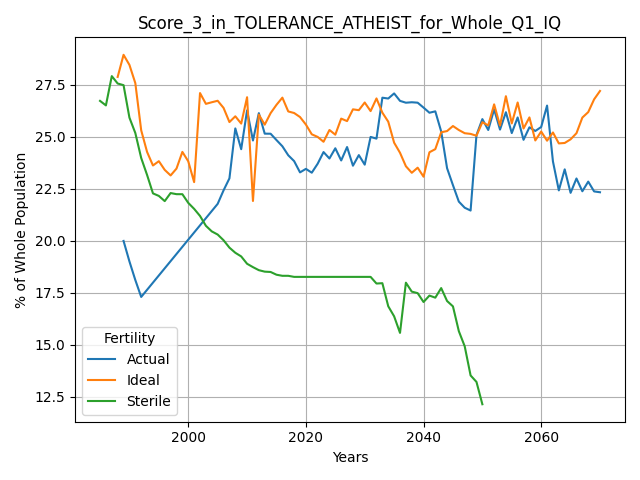 Score_3_in_TOLERANCE_ATHEIST_for_Whole_Q1_IQ
% of Whole Population
27.5
25.0
22.5
20.0
17.5
15.0
12.5
Fertility
Actual
Ideal
Sterile
2000 2020 2040 2060
Years